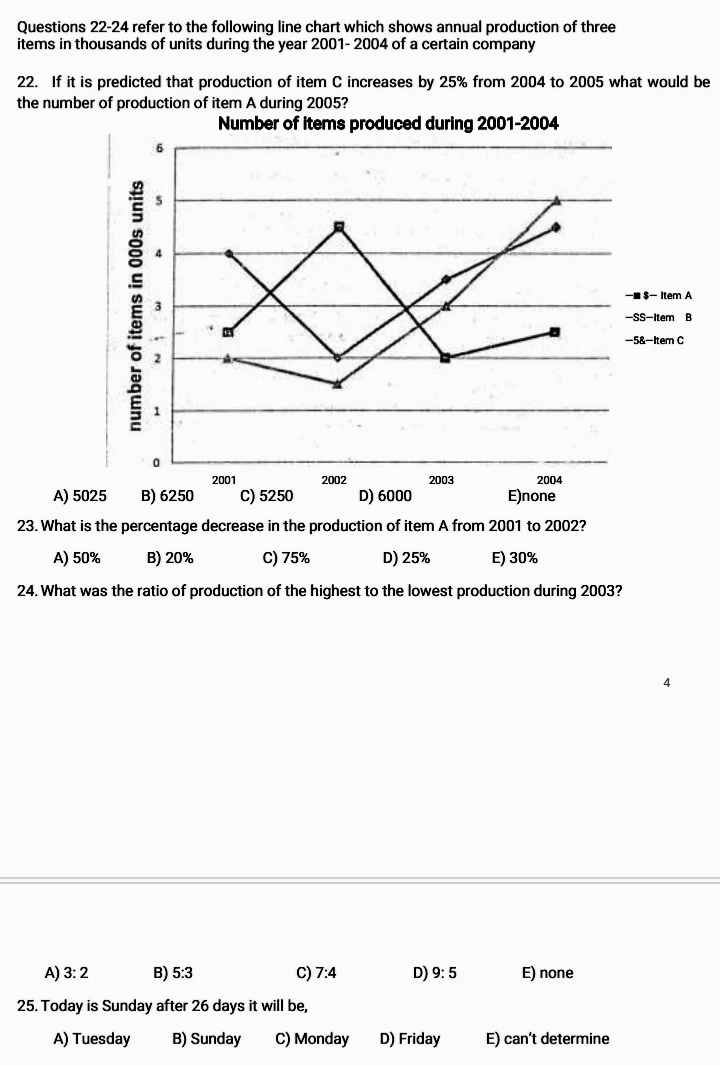 Questions 22-24 refer to the following line chart which shows annual production of three
items in thousands of units during the year 2001- 2004 of a certain company
22. If it is predicted that production of item C increases by 25% from 2004 to 2005 what would be
the number of production of item A during 2005?
Number of items produced during 2001-2004
number of items in 000s units
6
5
4
3
2
1
0
–■ $– Item A
–SS–Item B
–5&–Item C
2001 2002 2003 2004
A) 5025 B) 6250 C) 5250 D) 6000 E)none
23. What is the percentage decrease in the production of item A from 2001 to 2002?
A) 50% B) 20% C) 75% D) 25% E) 30%
24. What was the ratio of production of the highest to the lowest production during 2003?
4
A) 3: 2 B) 5:3 C) 7:4 D) 9: 5 E) none
25. Today is Sunday after 26 days it will be,
A) Tuesday B) Sunday C) Monday D) Friday E) can't determine